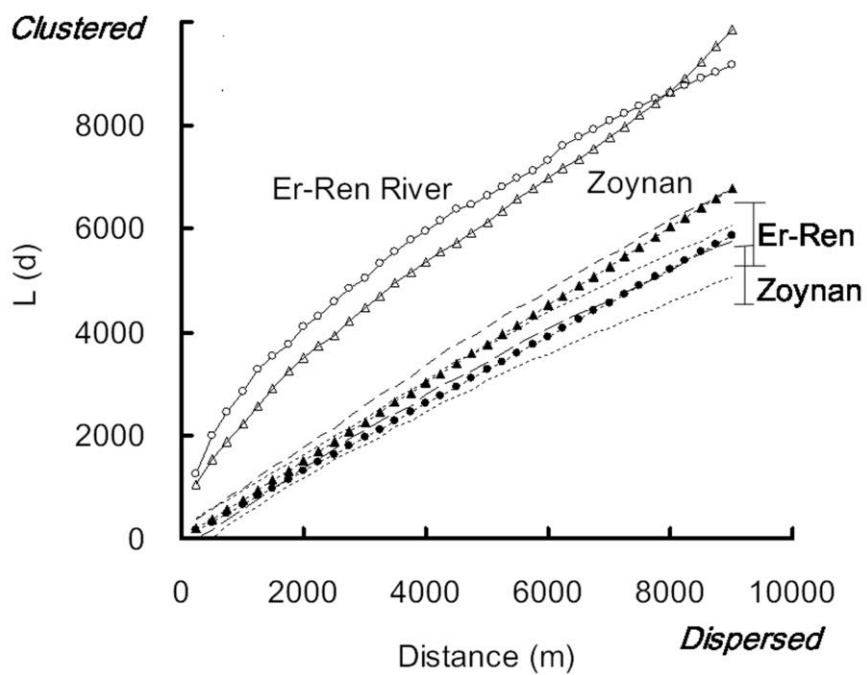 Clustered
8000
6000
4000
2000
0
L (d)
Er-Ren River
Zoynan
Er-Ren
Zoynan
0 2000 4000 6000 8000 10000
Distance (m)
Dispersed